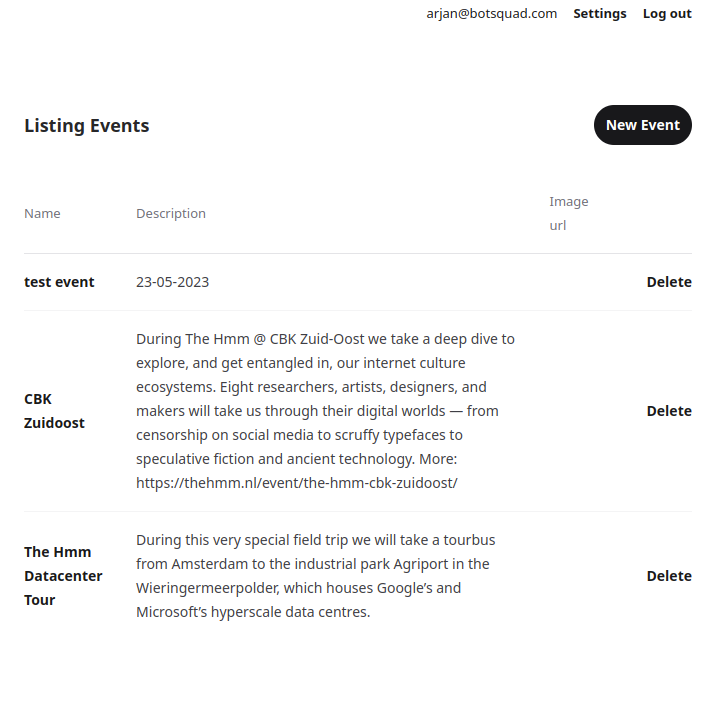 arjan@botsquad.com Settings Log out
Listing Events
New Event
Name Description Image url
test event 23-05-2023 Delete
CBK
Zuidoost
During The Hmm @ CBK Zuid-Oost we take a deep dive to
explore, and get entangled in, our internet culture
ecosystems. Eight researchers, artists, designers, and
makers will take us through their digital worlds — from
censorship on social media to scruffy typefaces to
speculative fiction and ancient technology. More:
https://thehmm.nl/event/the-hmm-cbk-zuidoost/
Delete
The Hmm
Datacenter
Tour
During this very special field trip we will take a tourbus
from Amsterdam to the industrial park Agriport in the
Wieringermeerpolder, which houses Google’s and
Microsoft’s hyperscale data centres.
Delete